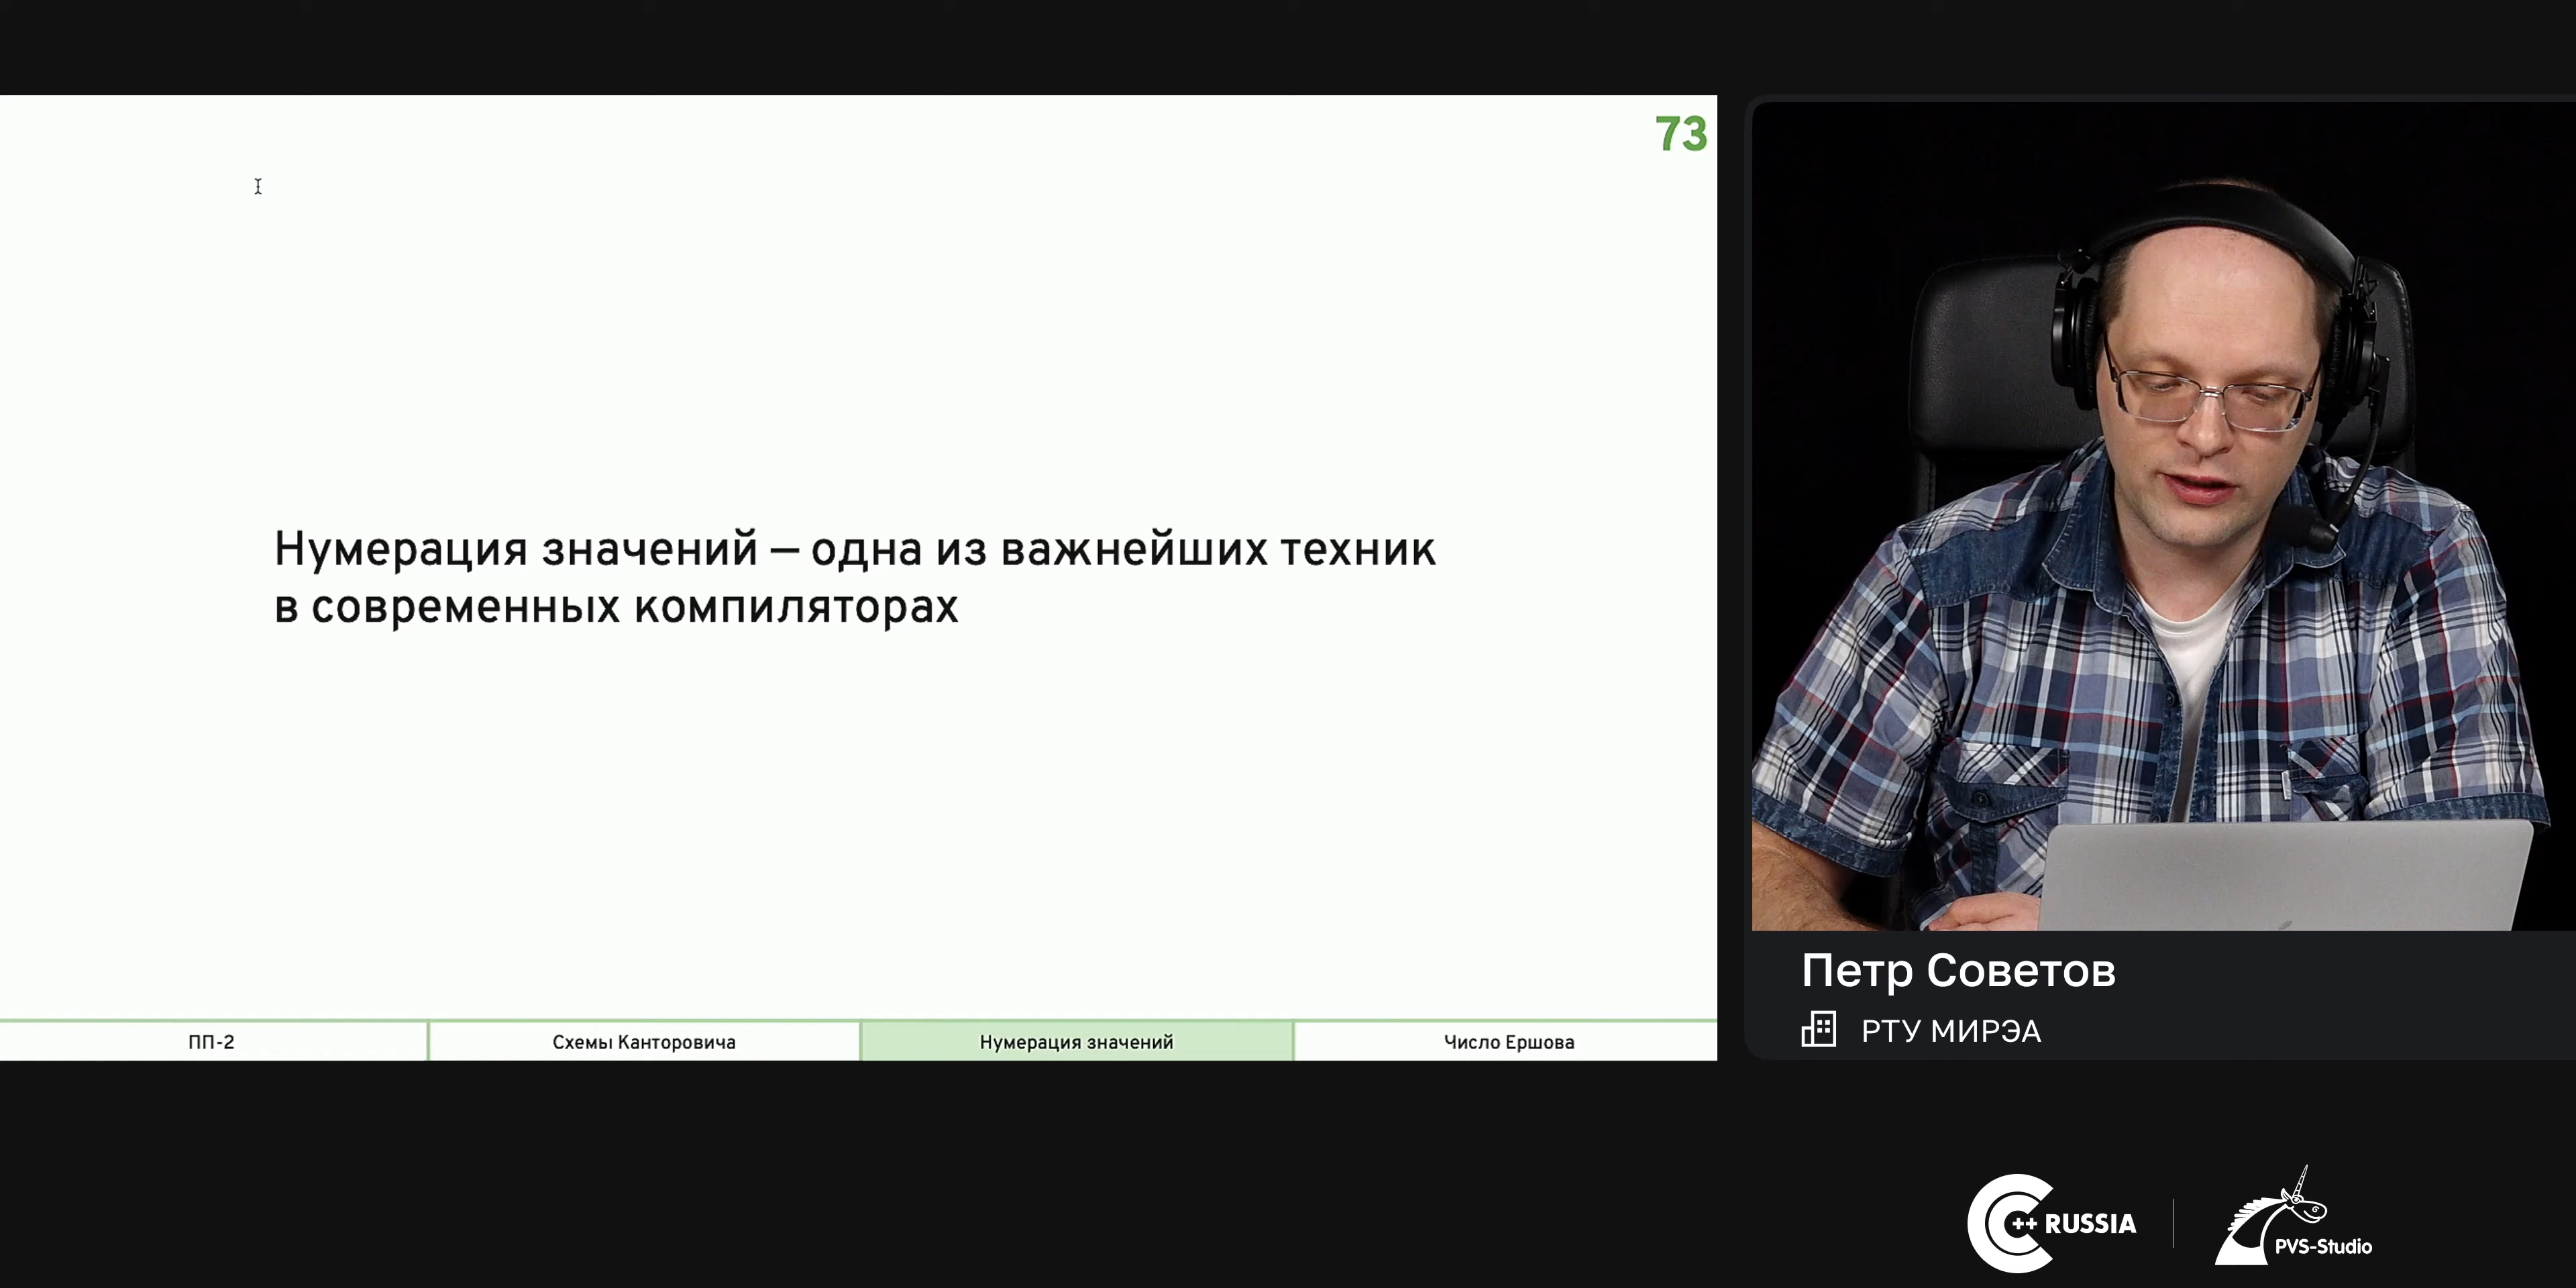 73
Нумерация значений – одна из важнейших техник
в современных компиляторах
ПП-2
Схемы Канторовича
Нумерация значений
Число Ершова
Петр Советов
РТУ МИРЭА
C++ RUSSIA
PVS-Studio